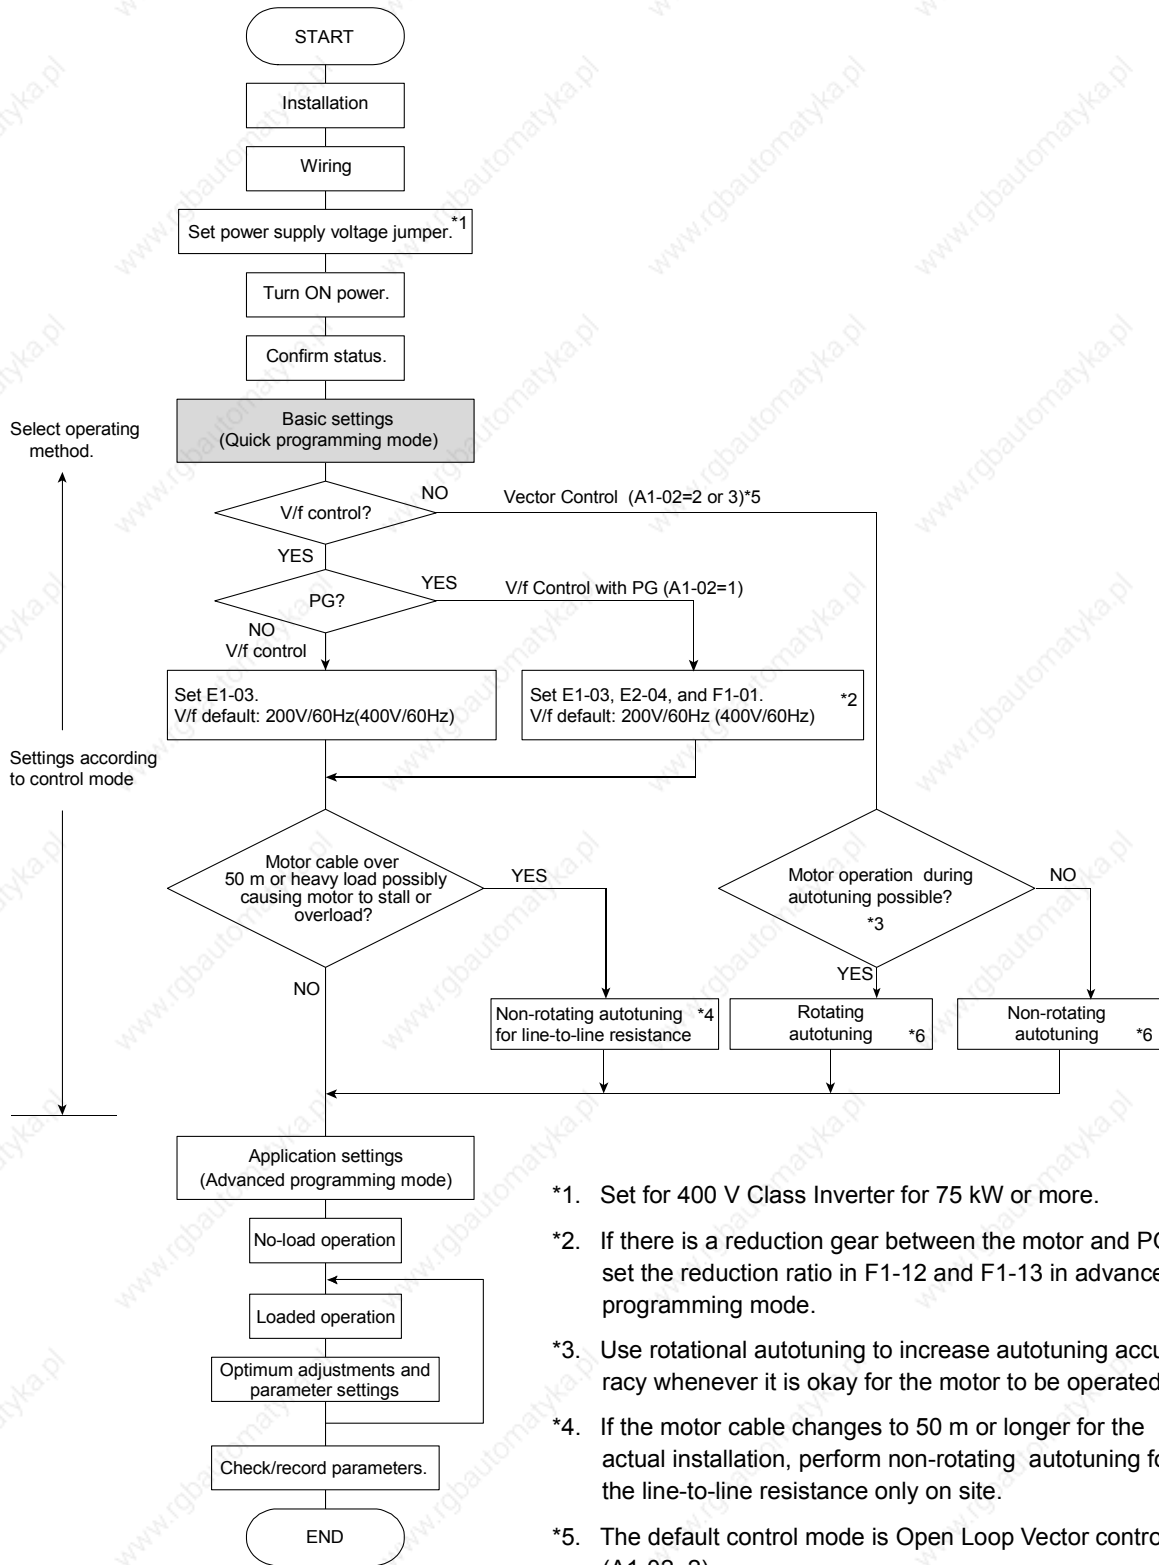 START
Installation
Wiring
Set power supply voltage jumper.*1
Turn ON power.
Confirm status.
Select operating
method.
Basic settings
(Quick programming mode)
V/f control?
NO
Vector Control (A1-02=2 or 3)*5
YES
PG?
YES
V/f Control with PG (A1-02=1)
NO
V/f control
Set E1-03.
V/f default: 200V/60Hz(400V/60Hz)
Set E1-03, E2-04, and F1-01.
V/f default: 200V/60Hz (400V/60Hz)
*2
Settings according
to control mode
Motor cable over
50 m or heavy load possibly
causing motor to stall or
overload?
YES
NO
Motor operation during
autotuning possible?
*3
NO
YES
Non-rotating autotuning *4
for line-to-line resistance
Rotating
autotuning *6
Non-rotating
autotuning *6
Application settings
(Advanced programming mode)
No-load operation
Loaded operation
Optimum adjustments and
parameter settings
Check/record parameters.
END
*1. Set for 400 V Class Inverter for 75 kW or more.
*2. If there is a reduction gear between the motor and PG
set the reduction ratio in F1-12 and F1-13 in advance
programming mode.
*3. Use rotational autotuning to increase autotuning accu
racy whenever it is okay for the motor to be operated
*4. If the motor cable changes to 50 m or longer for the
actual installation, perform non-rotating autotuning fo
the line-to-line resistance only on site.
*5. The default control mode is Open Loop Vector contro
www.rgbautomatyka.pl